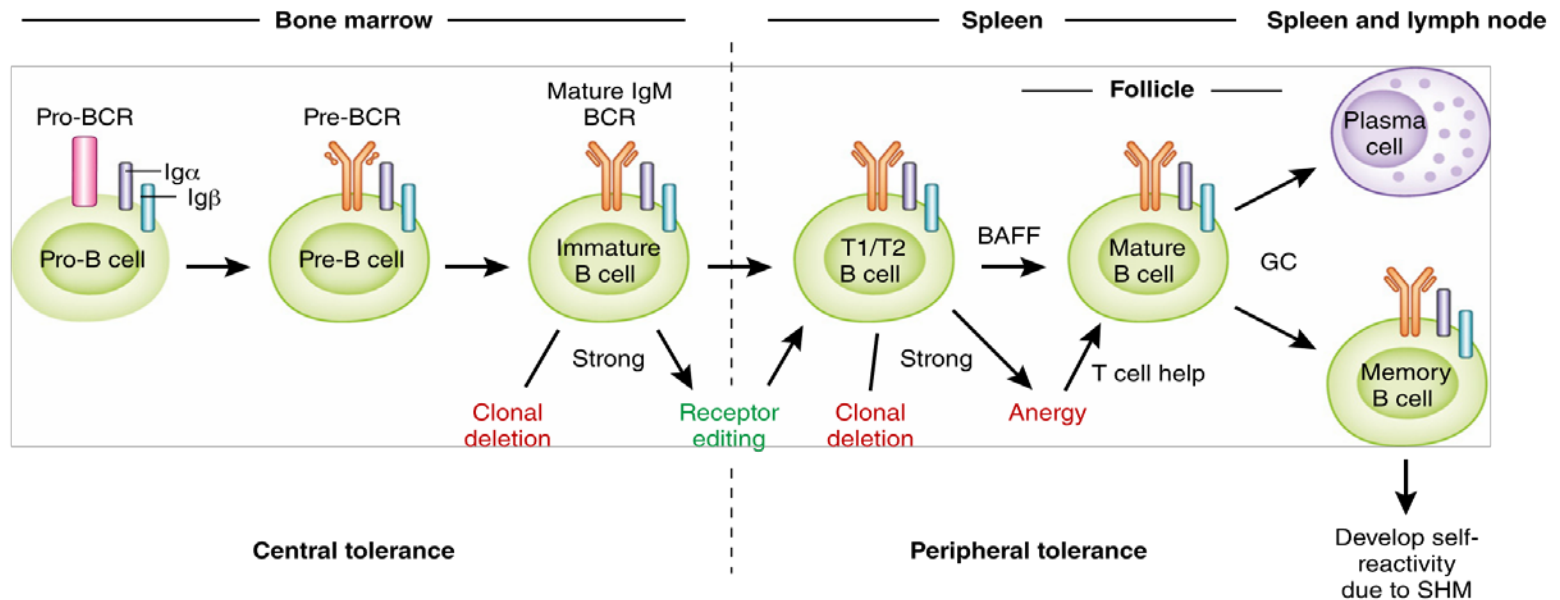 Bone marrow
Spleen
Spleen and lymph node
Follicle
Pro-BCR
Igα
Igβ
Pro-B cell
Pre-BCR
Pre-B cell
Mature IgM
BCR
Immature
B cell
T1/T2
B cell
BAFF
Mature
B cell
GC
Plasma
cell
Memory
B cell
Strong
Clonal
deletion
Receptor
editing
Strong
Clonal
deletion
Anergy
T cell help
Central tolerance
Peripheral tolerance
Develop self-
reactivity
due to SHM